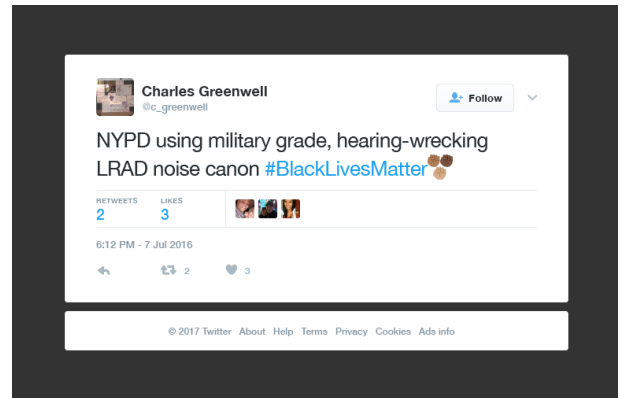 Charles Greenwell
@c_greenwell
Follow
NYPD using military grade, hearing-wrecking
LRAD noise canon #BlackLivesMatter
RETWEETS LIKES
2 3
6:12 PM - 7 Jul 2016
2 3
© 2017 Twitter About Help Terms Privacy Cookies Ads info